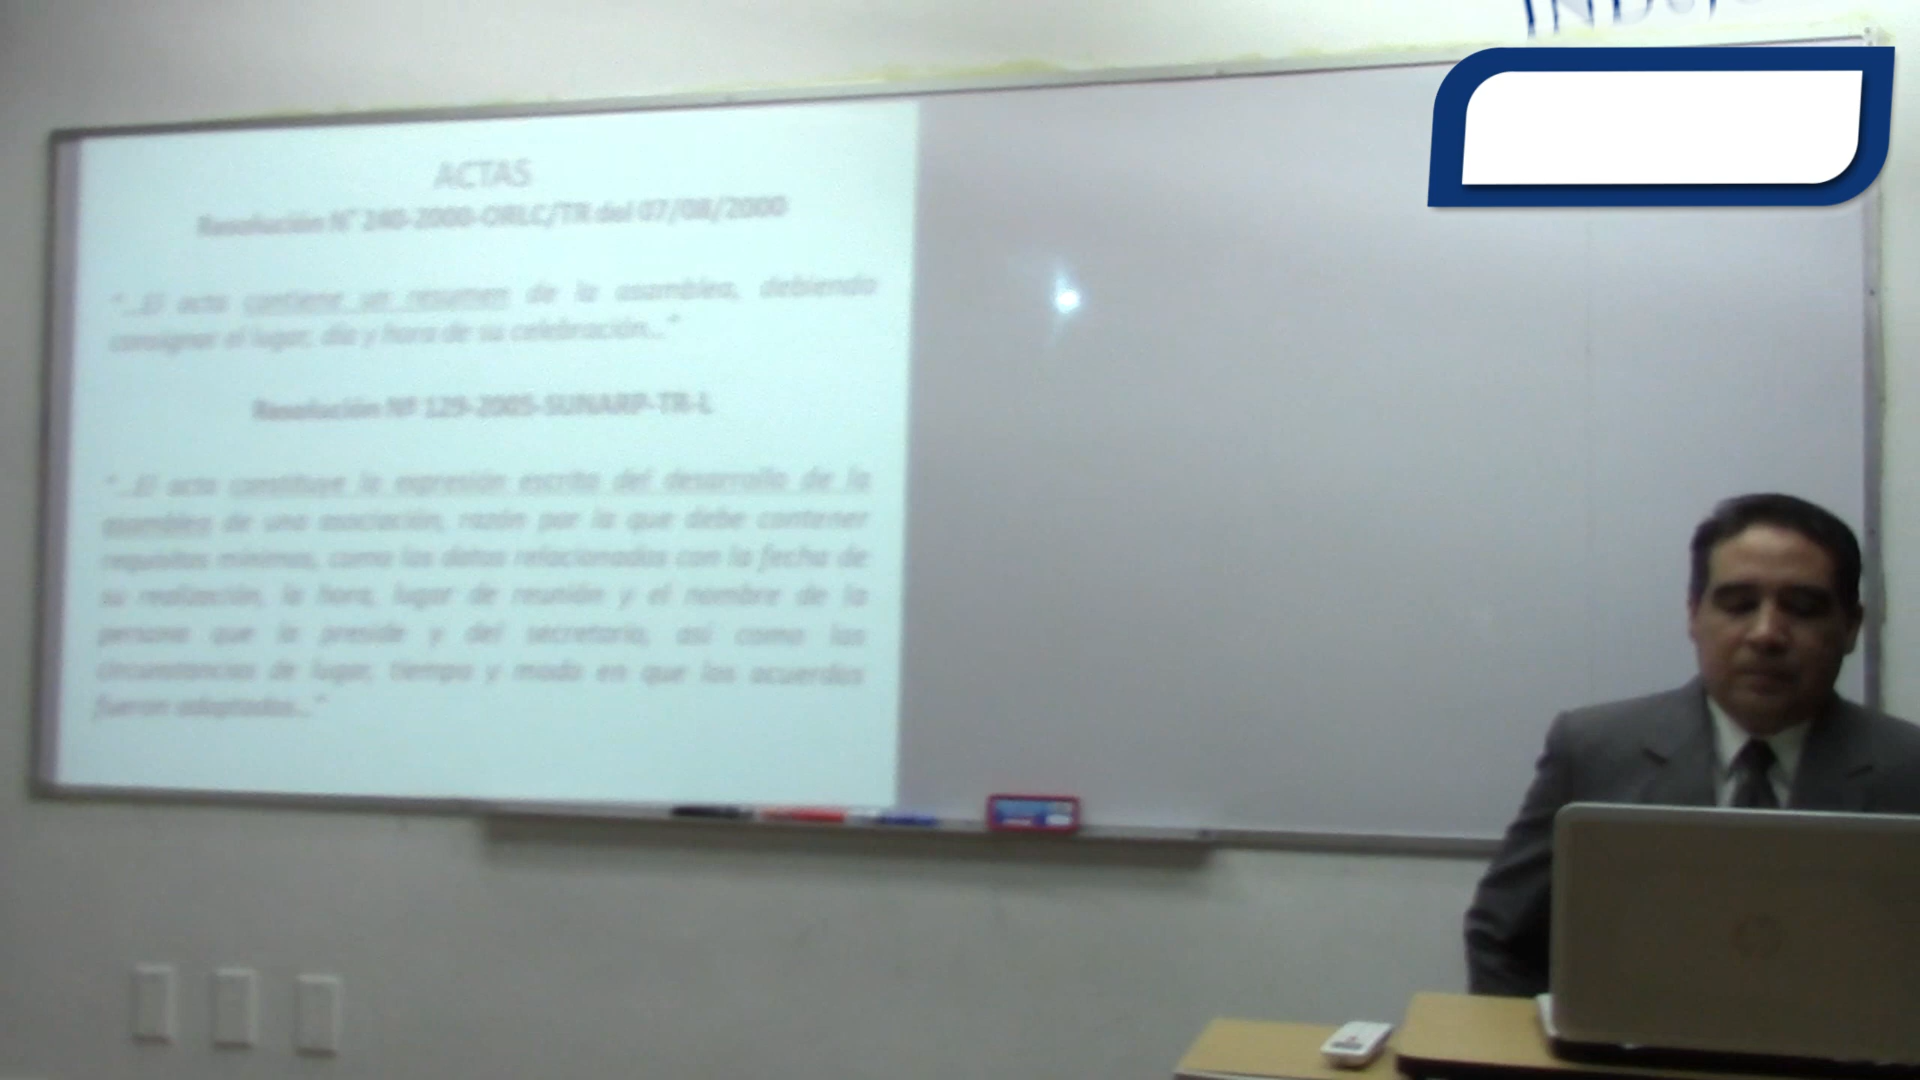 INDUS
ACTAS
Resolución N° 240-2000-ORLC/TR del 07/08/2000
"...El acta contiene un resumen de la asamblea, debiendo
consignar el lugar, día y hora de su celebración..."
Resolución Nº 129-2005-SUNARP-TR-L
"...El acta constituye la expresión escrita del desarrollo de la
asamblea de una asociación, razón por la que debe contener
requisitos mínimos, como los datos relacionados con la fecha de
su realización, la hora, lugar de reunión y el nombre de la
persona que la preside y del secretario, así como las
circunstancias de lugar, tiempo y modo en que los acuerdos
fueron adoptados..."